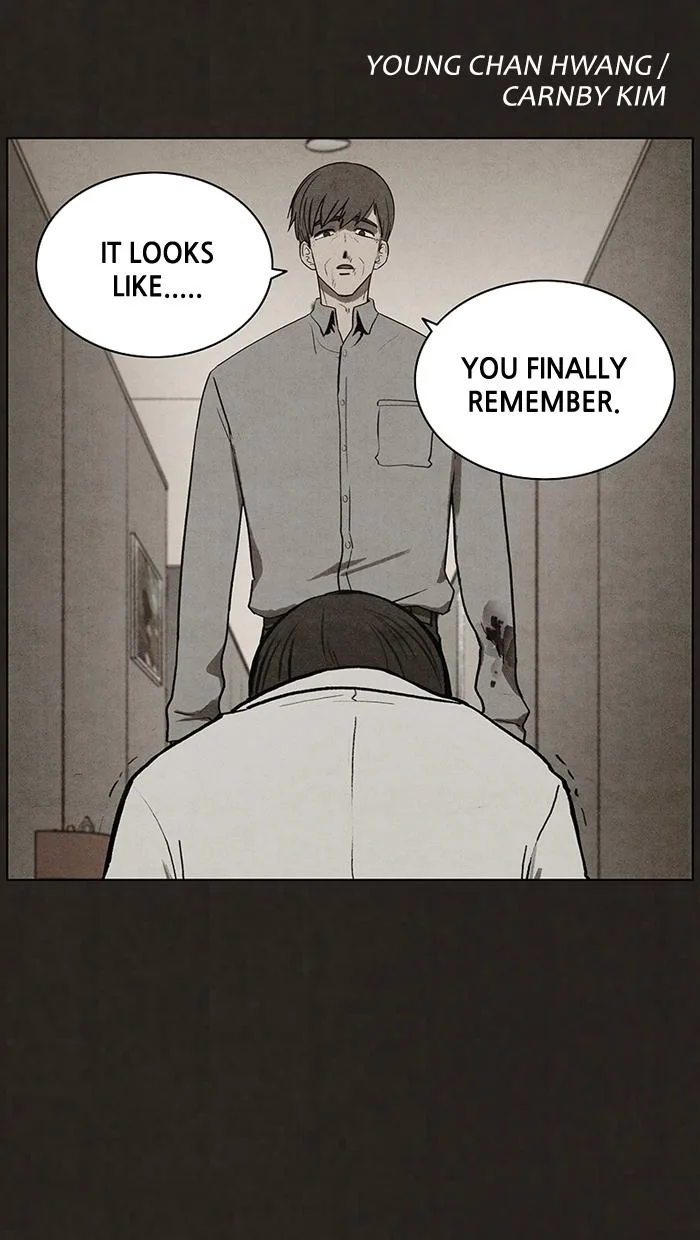 YOUNG CHAN HWANG /
CARNBY KIM
IT LOOKS
LIKE.....
YOU FINALLY
REMEMBER.